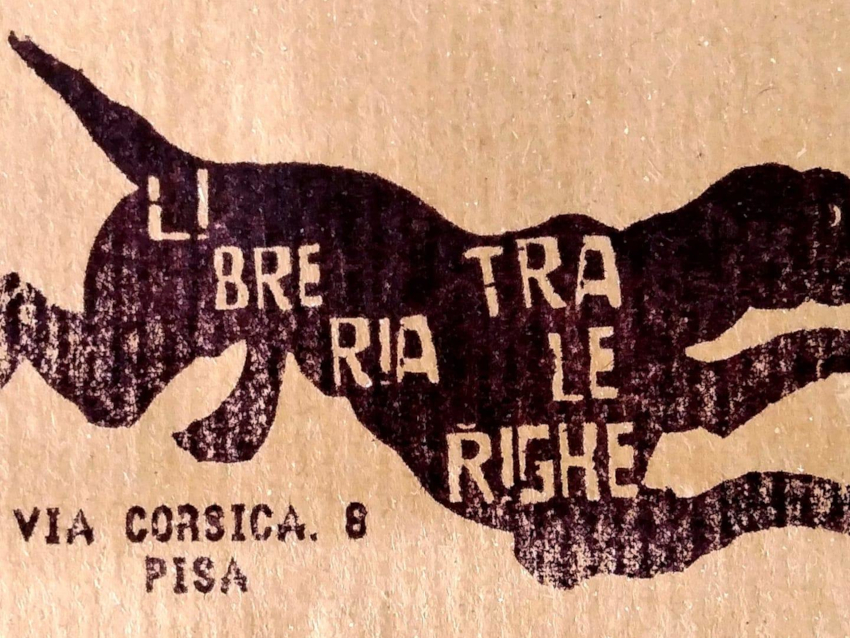 LI
BRE
RIA
TRA
LE
RIGHE
VIA CORSICA. 8
PISA